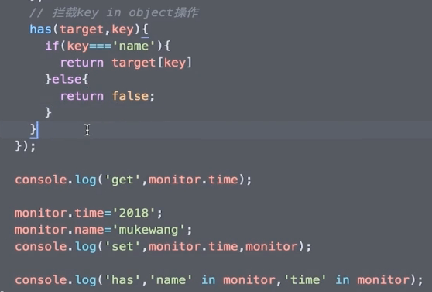 // 拦截key in object操作
has(target,key){
if(key==='name'){
return target[key]
}else{
return false;
}
}
});
console.log('get',monitor.time);
monitor.time='2018';
monitor.name='mukewang';
console.log('set',monitor.time,monitor);
console.log('has','name' in monitor,'time' in monitor);